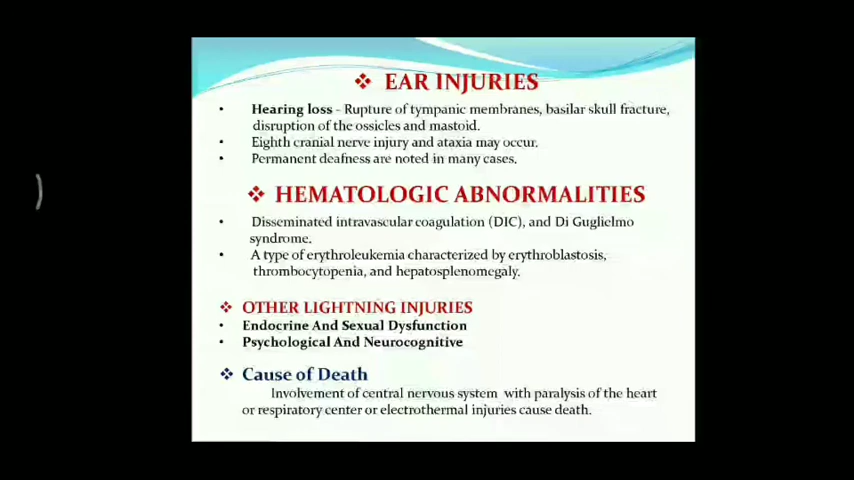 ❖ EAR INJURIES
• Hearing loss - Rupture of tympanic membranes, basilar skull fracture,
disruption of the ossicles and mastoid.
• Eighth cranial nerve injury and ataxia may occur.
• Permanent deafness are noted in many cases.
❖ HEMATOLOGIC ABNORMALITIES
• Disseminated intravascular coagulation (DIC), and Di Guglielmo
syndrome.
• A type of erythroleukemia characterized by erythroblastosis,
thrombocytopenia, and hepatosplenomegaly.
❖ OTHER LIGHTNING INJURIES
• Endocrine And Sexual Dysfunction
• Psychological And Neurocognitive
❖ Cause of Death
Involvement of central nervous system with paralysis of the heart
or respiratory center or electrothermal injuries cause death.